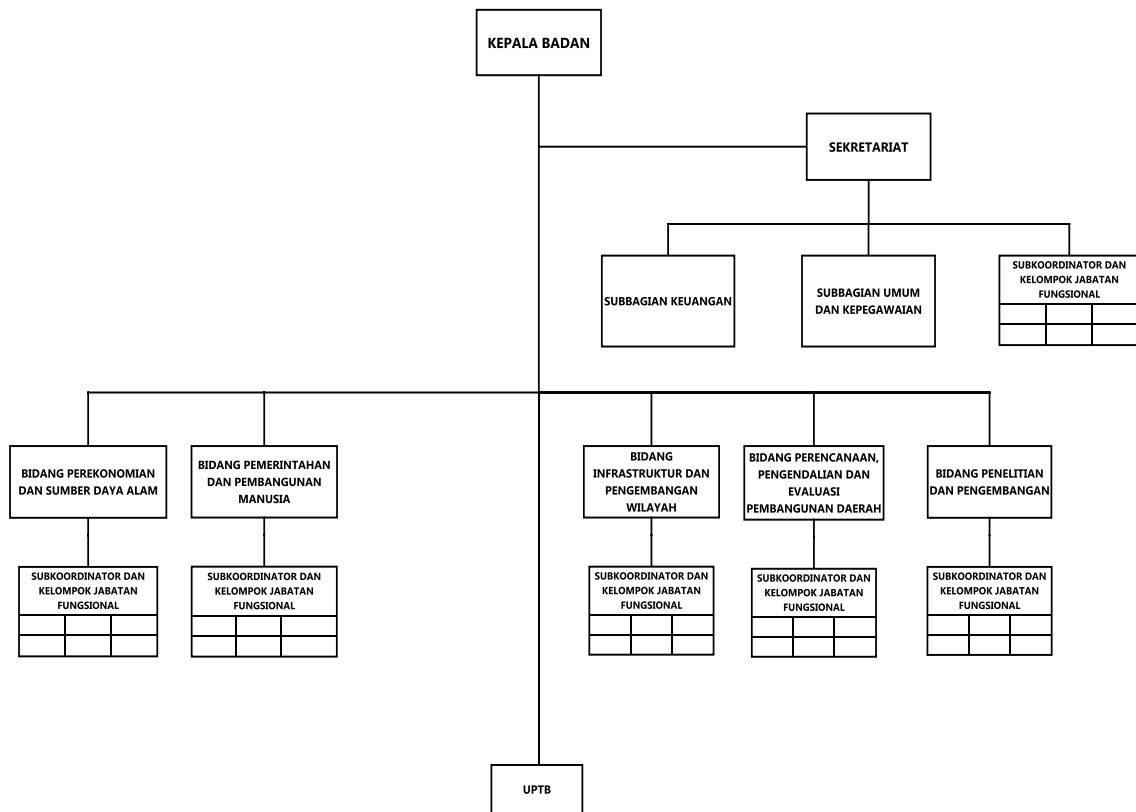 KEPALA BADAN
SEKRETARIAT
SUBBAGIAN KEUANGAN
SUBBAGIAN UMUM
DAN KEPEGAWAIAN
SUBKOORDINATOR DAN
KELOMPOK JABATAN
FUNGSIONAL
BIDANG PEREKONOMIAN
DAN SUMBER DAYA ALAM
BIDANG PEMERINTAHAN
DAN PEMBANGUNAN
MANUSIA
BIDANG
INFRASTRUKTUR DAN
PENGEMBANGAN
WILAYAH
BIDANG PERENCANAAN,
PENGENDALIAN DAN
EVALUASI
PEMBANGUNAN DAERAH
BIDANG PENELITIAN
DAN PENGEMBANGAN
SUBKOORDINATOR DAN
KELOMPOK JABATAN
FUNGSIONAL
SUBKOORDINATOR DAN
KELOMPOK JABATAN
FUNGSIONAL
SUBKOORDINATOR DAN
KELOMPOK JABATAN
FUNGSIONAL
SUBKOORDINATOR DAN
KELOMPOK JABATAN
FUNGSIONAL
SUBKOORDINATOR DAN
KELOMPOK JABATAN
FUNGSIONAL
UPTB